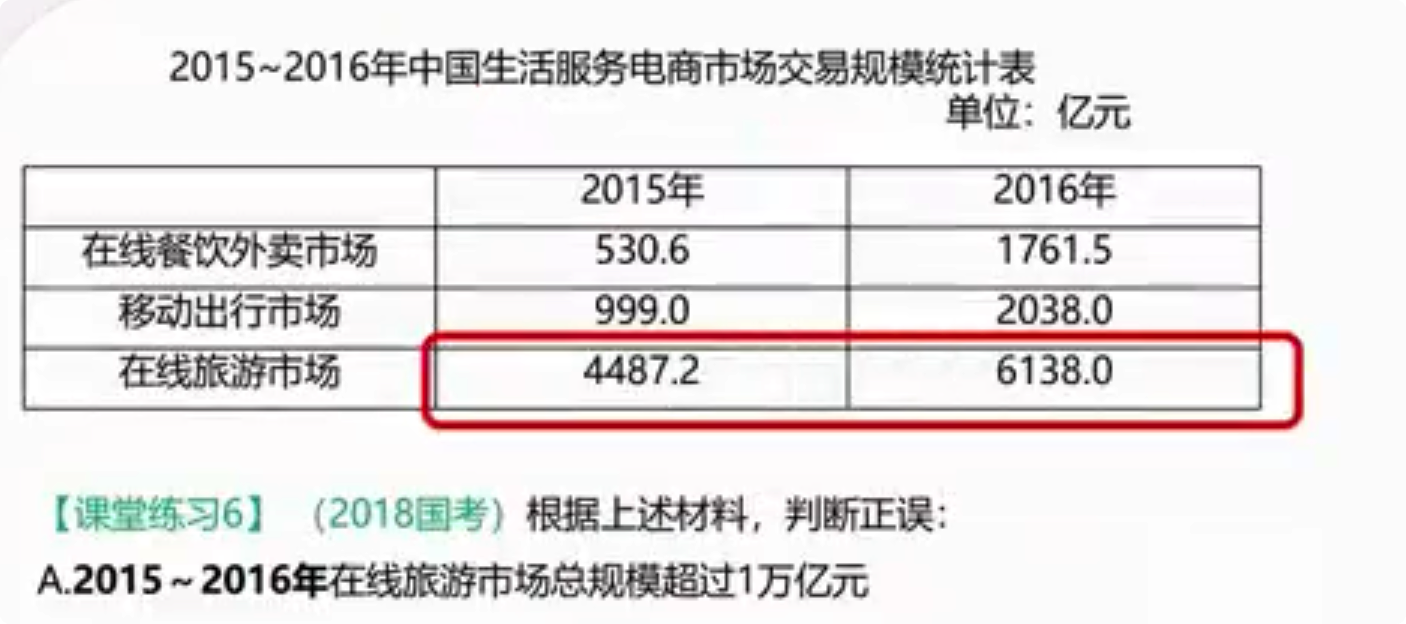 2015~2016年中国生活服务电商市场交易规模统计表
单位：亿元
2015年 2016年
在线餐饮外卖市场 530.6 1761.5
移动出行市场 999.0 2038.0
在线旅游市场 4487.2 6138.0
【课堂练习6】（2018国考）根据上述材料，判断正误：
A.2015～2016年在线旅游市场总规模超过1万亿元